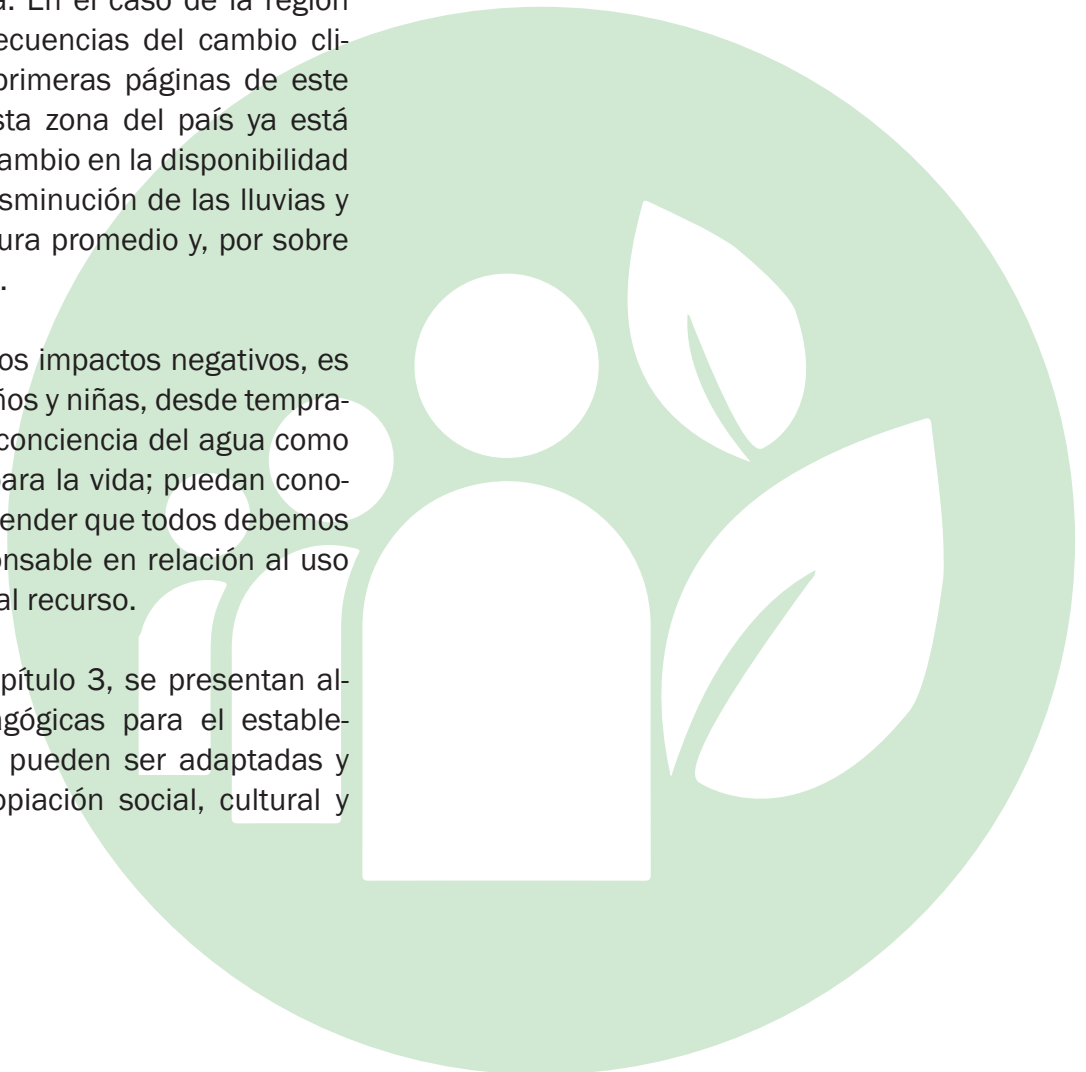 a. En el caso de la región
ecuencias del cambio cli-
primeras páginas de este
sta zona del país ya está
ambio en la disponibilidad
sminución de las lluvias y
ura promedio y, por sobre
.
os impactos negativos, es
ños y niñas, desde tempra-
conciencia del agua como
para la vida; puedan cono-
ender que todos debemos
onsable en relación al uso
al recurso.
pítulo 3, se presentan al-
agógicas para el estable-
pueden ser adaptadas y
opiación social, cultural y